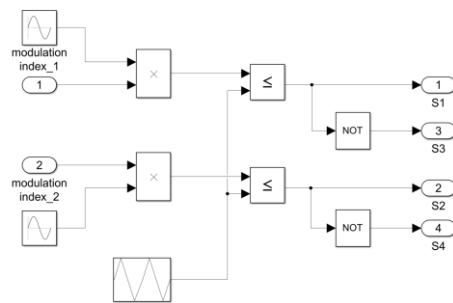 modulation
index_1
1
×
≤
1
S1
NOT
3
S3
2
modulation
index_2
×
≤
2
S2
NOT
4
S4